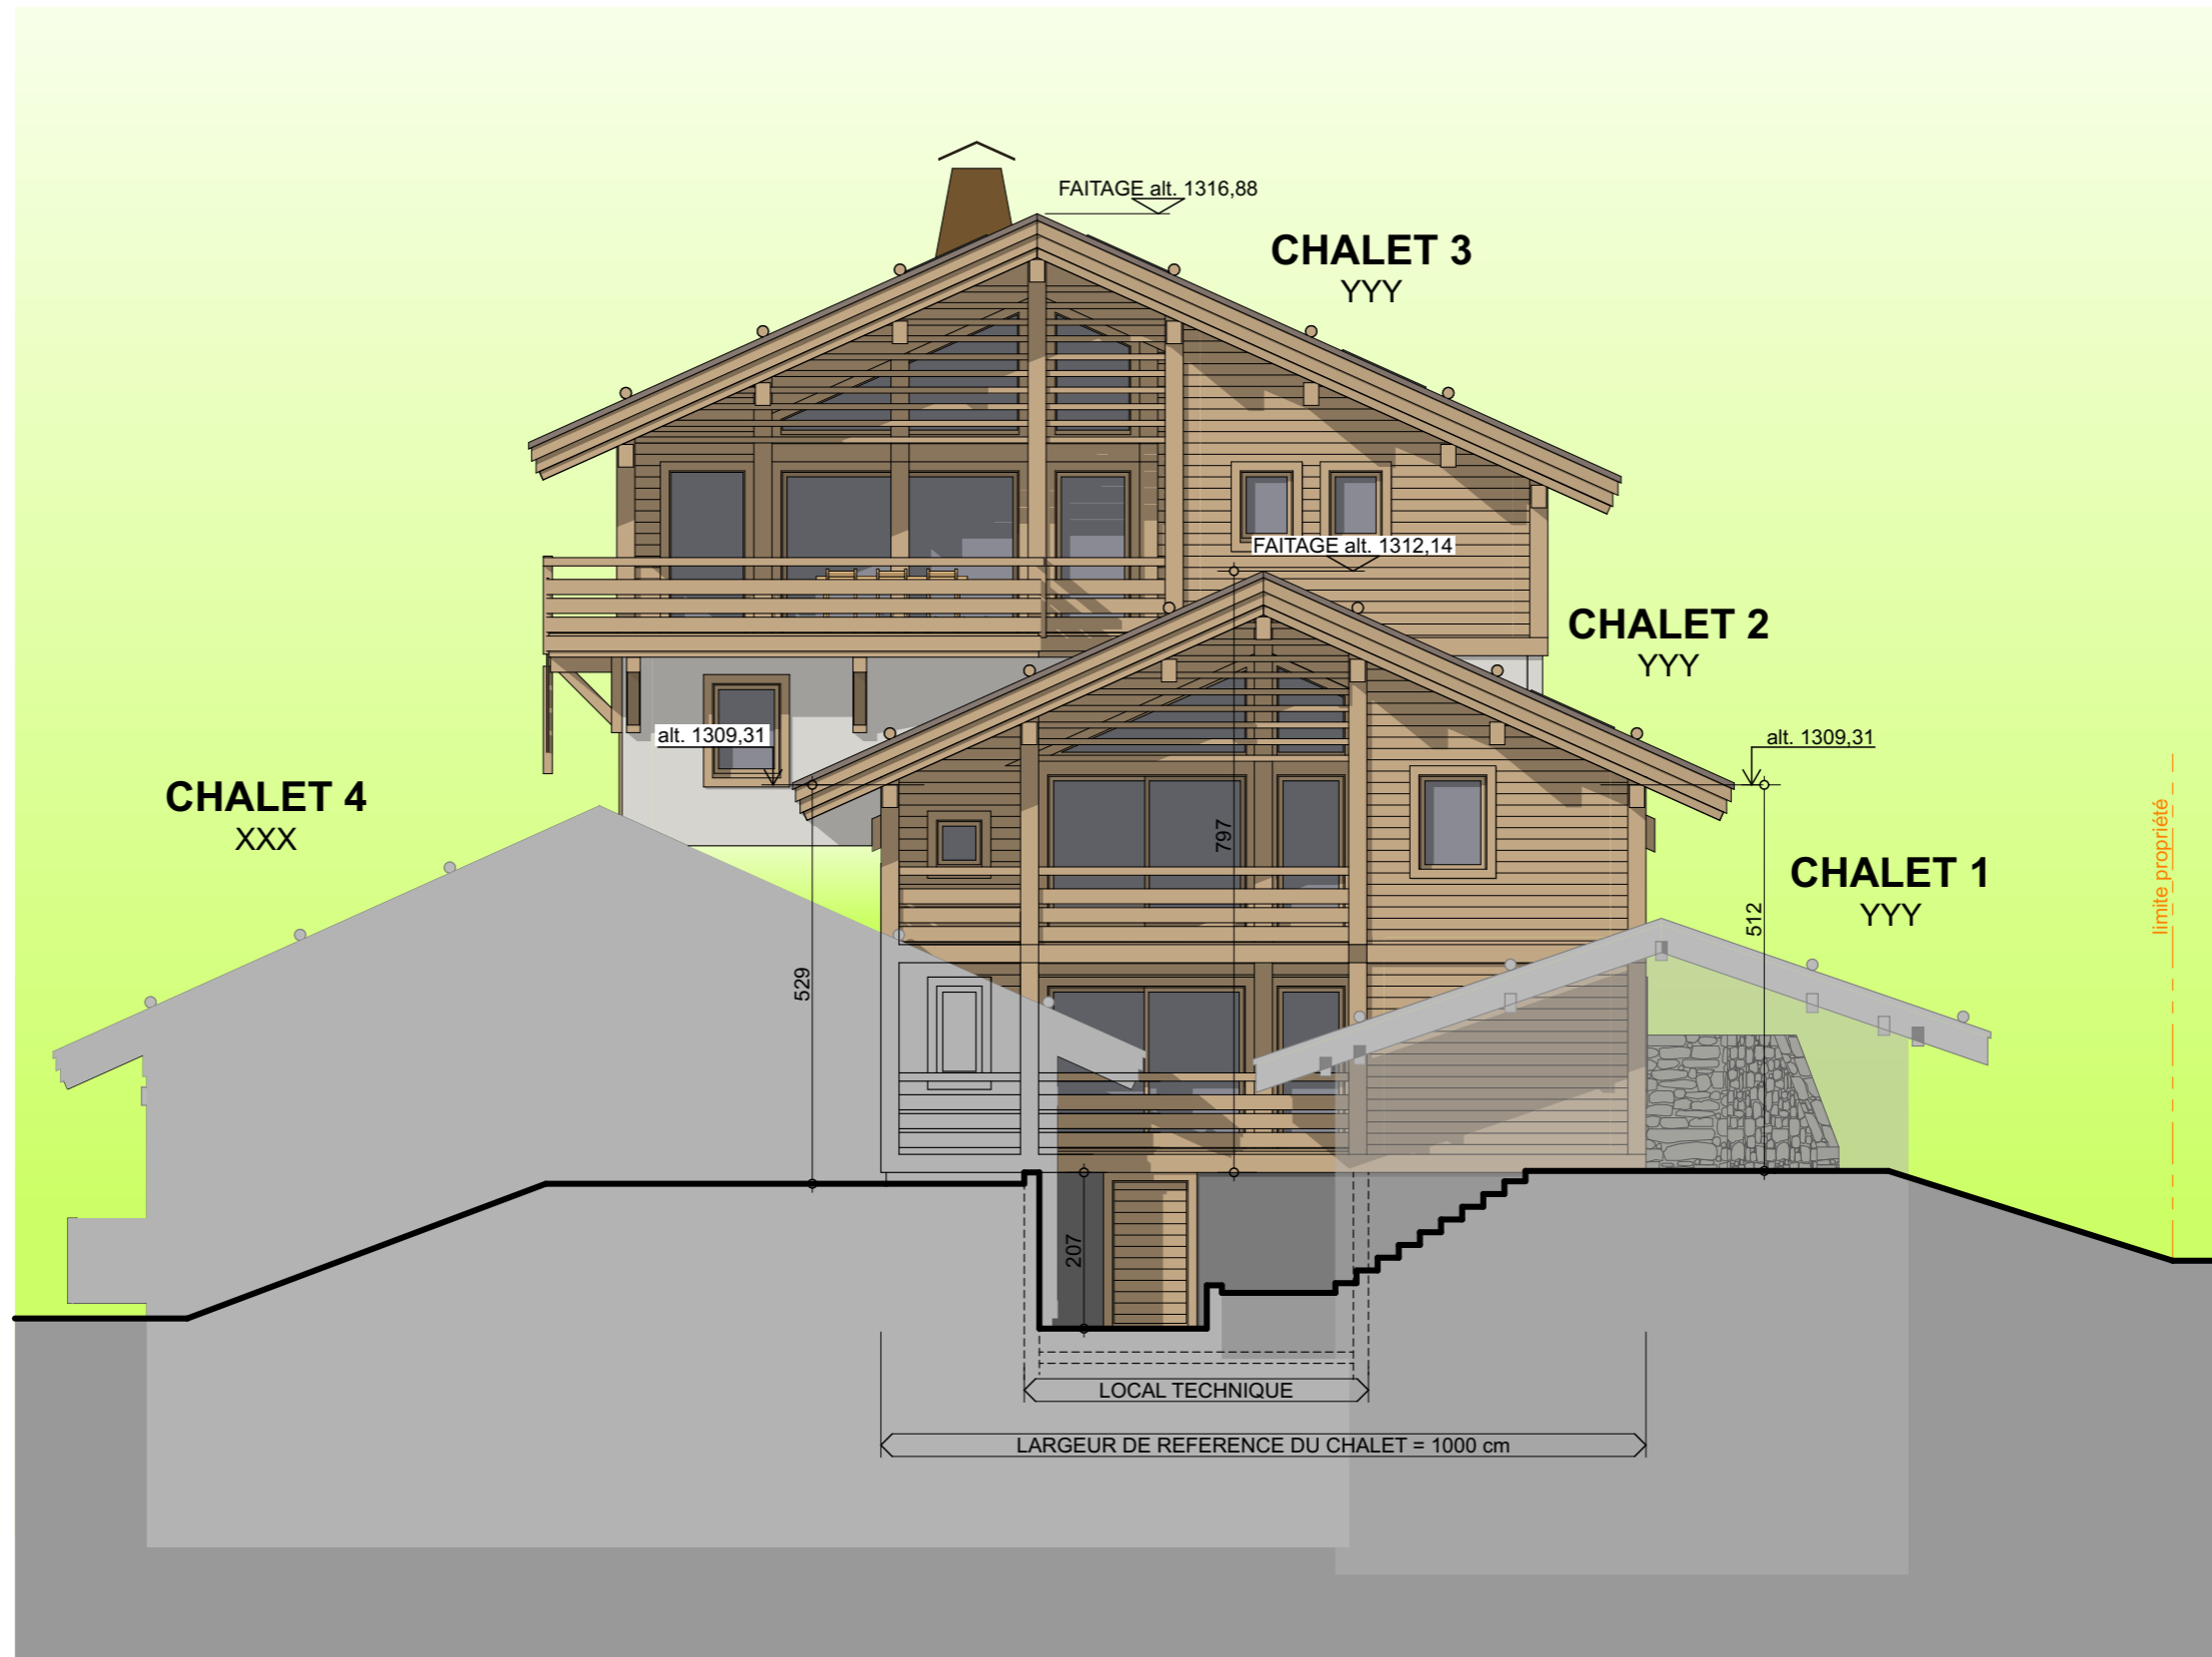 FAITAGE alt. 1316,88
CHALET 3
YYY
FAITAGE alt. 1312,14
CHALET 2
YYY
alt. 1309,31
alt. 1309,31
CHALET 4
XXX
limite propriété
797
CHALET 1
YYY
512
529
207
LOCAL TECHNIQUE
LARGEUR DE REFERENCE DU CHALET = 1000 cm